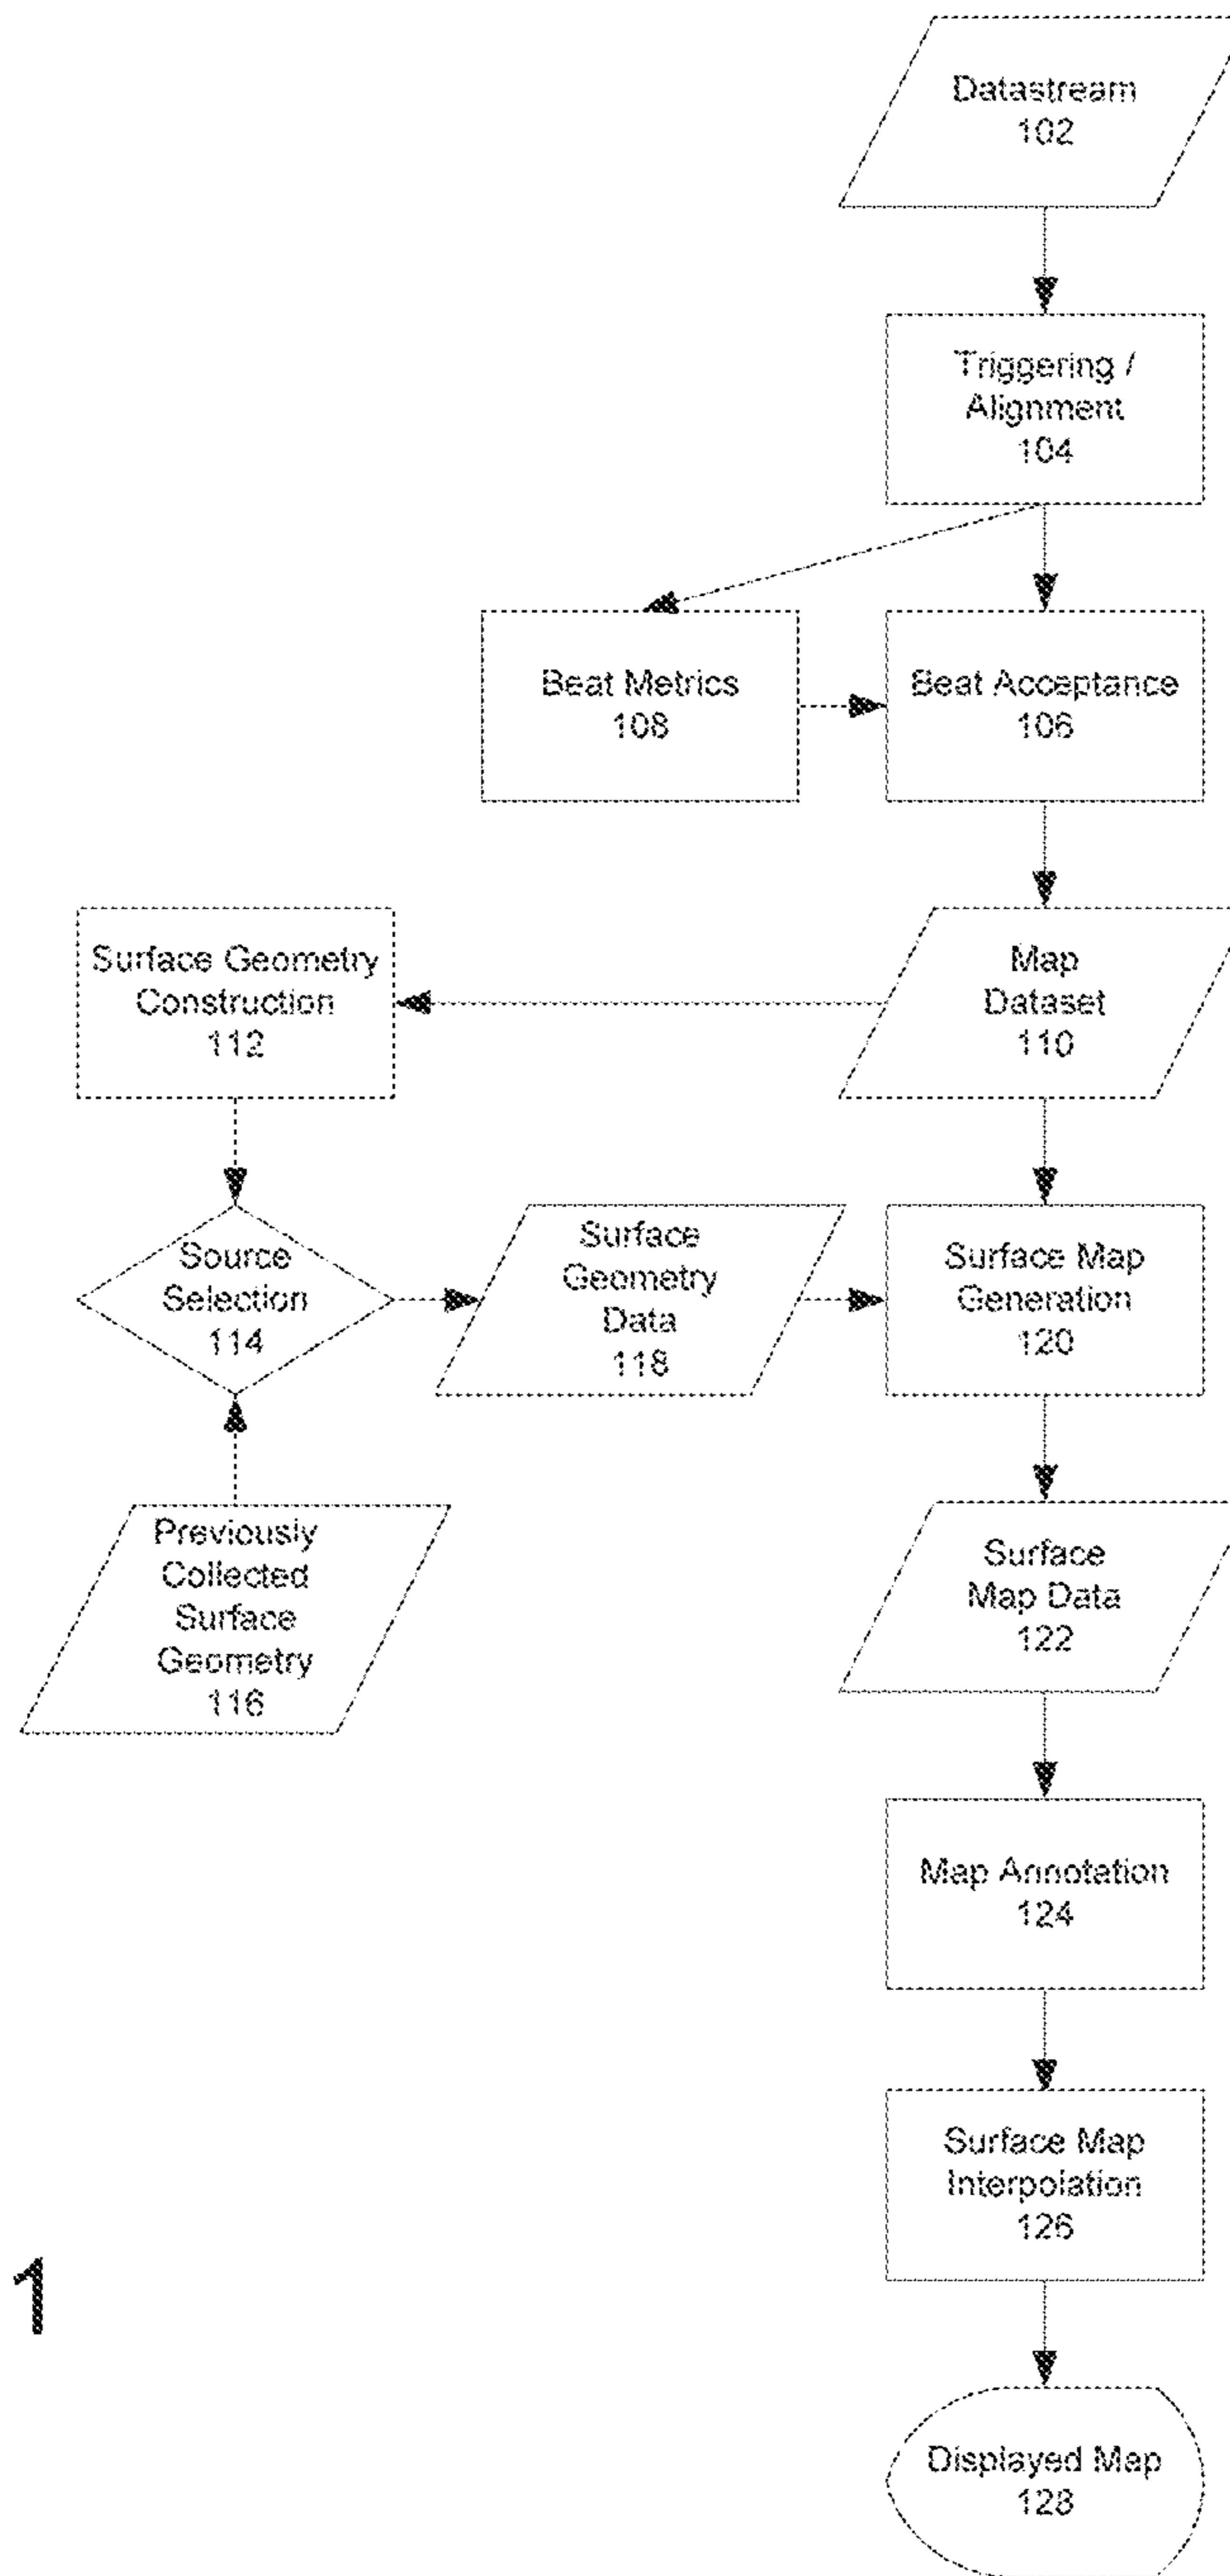 Datastream
102
Triggering /
Alignment
104
Beat Metrics
108
Beat Acceptance
106
Surface Geometry
Construction
112
Map
Dataset
110
Source
Selection
114
Surface
Geometry
Data
118
Surface Map
Generation
120
Previously
Collected
Surface
Geometry
116
Surface
Map Data
122
Map Annotation
124
Surface Map
Interpolation
126
1
Displayed Map
128